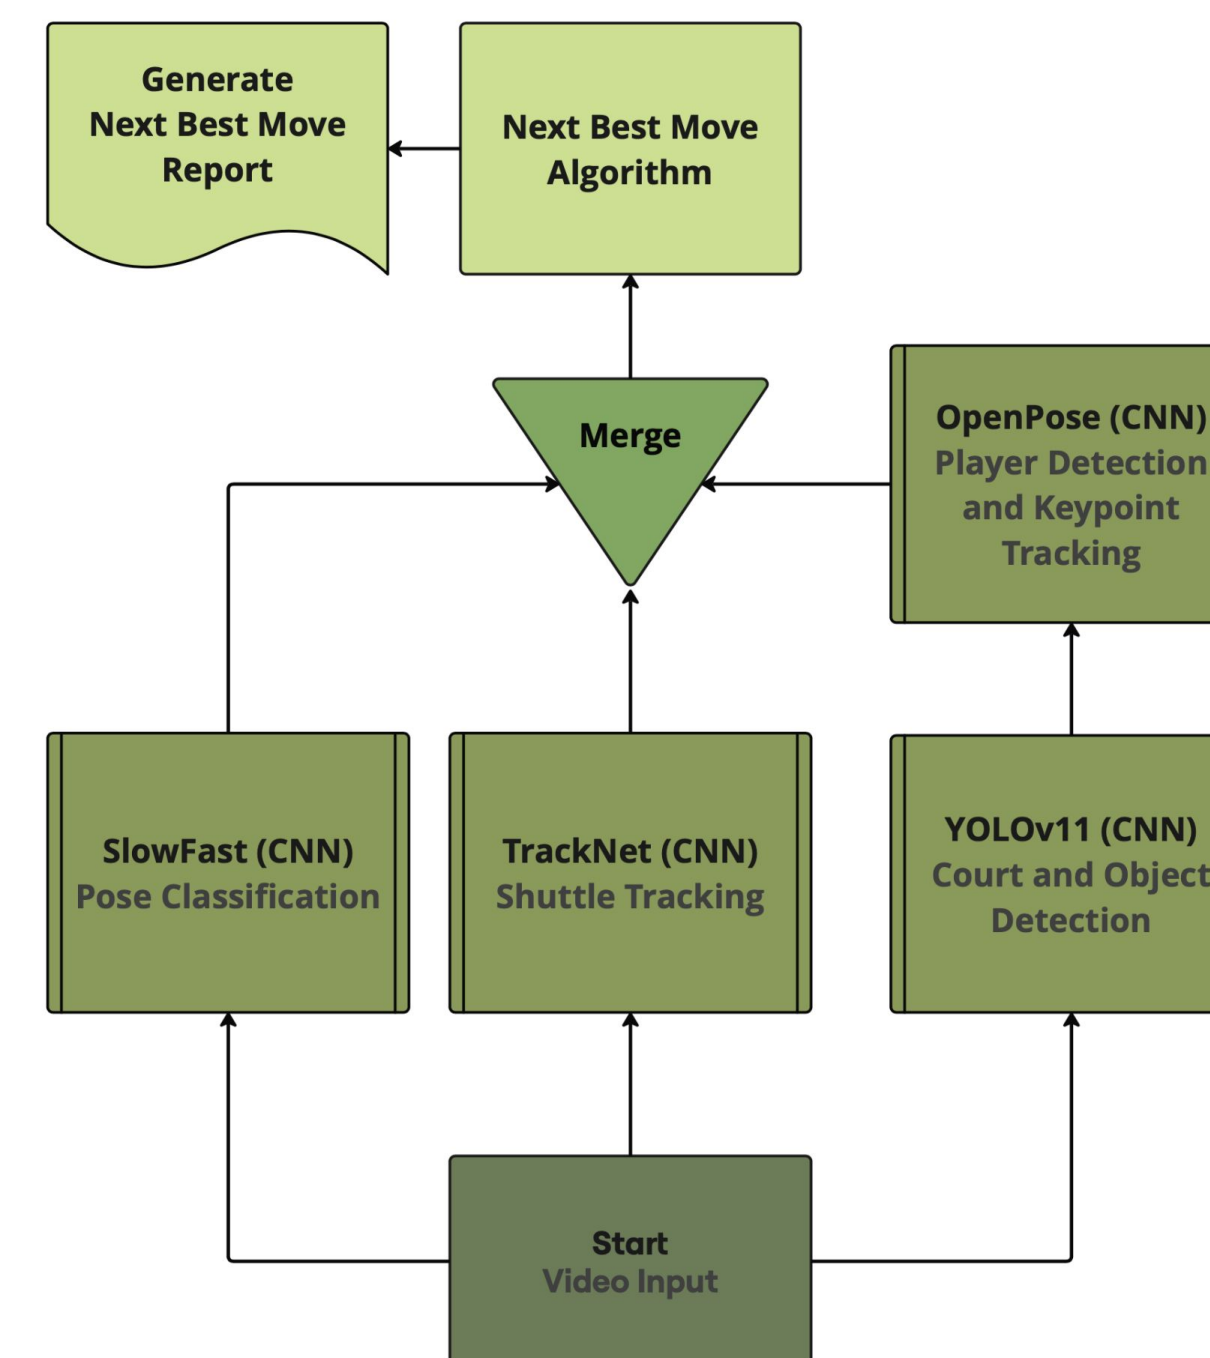 Generate
Next Best Move
Report
Next Best Move
Algorithm
Merge
OpenPose (CNN)
Player Detection
and Keypoint
Tracking
SlowFast (CNN)
Pose Classification
TrackNet (CNN)
Shuttle Tracking
YOLOv11 (CNN)
Court and Object
Detection
Start
Video Input